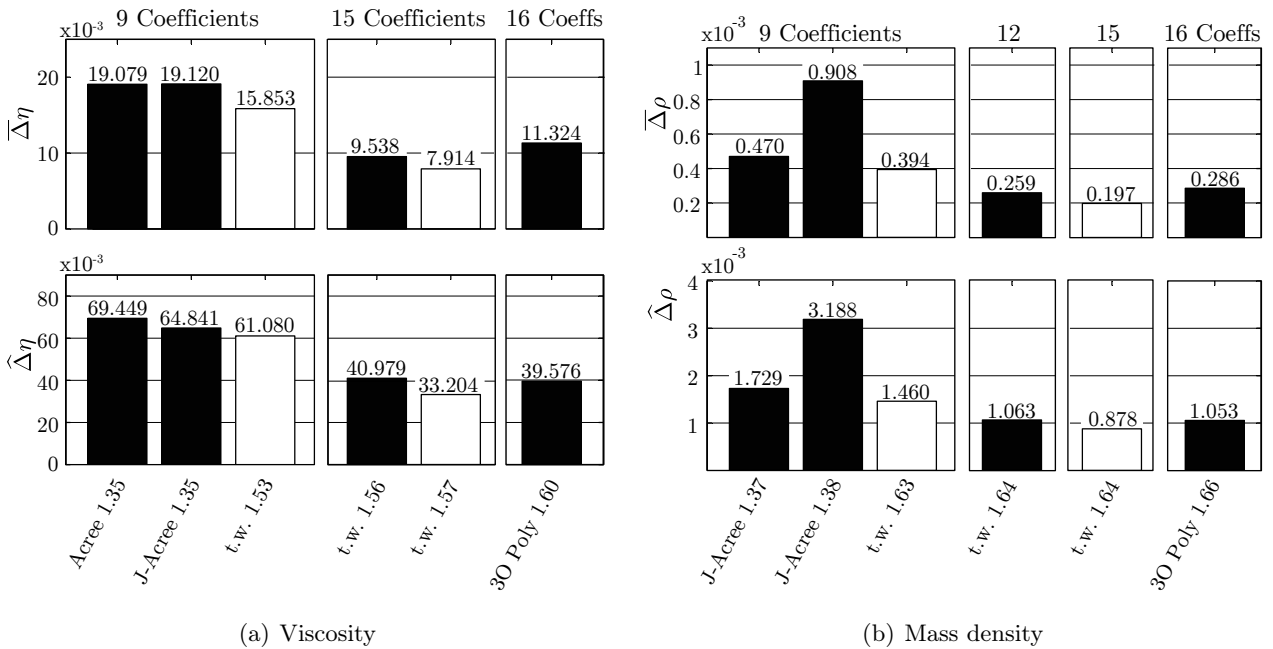 9 Coefficients
15 Coefficients
16 Coeffs
x10⁻³
20
10
0
Δ̅η
19.079
19.120
15.853
9.538
7.914
11.324
x10⁻³
80
60
40
20
0
Δ̂η
69.449
64.841
61.080
40.979
33.204
39.576
Acree 1.35
J-Acree 1.35
t.w. 1.53
t.w. 1.56
t.w. 1.57
3O Poly 1.60
(a) Viscosity
x10⁻³
9 Coefficients
12
15
16 Coeffs
1
0.8
0.6
0.4
0.2
Δ̅ρ
0.470
0.908
0.394
0.259
0.197
0.286
x10⁻³
4
3
2
1
Δ̂ρ
1.729
3.188
1.460
1.063
0.878
1.053
J-Acree 1.37
J-Acree 1.38
t.w. 1.63
t.w. 1.64
t.w. 1.64
3O Poly 1.66
(b) Mass density